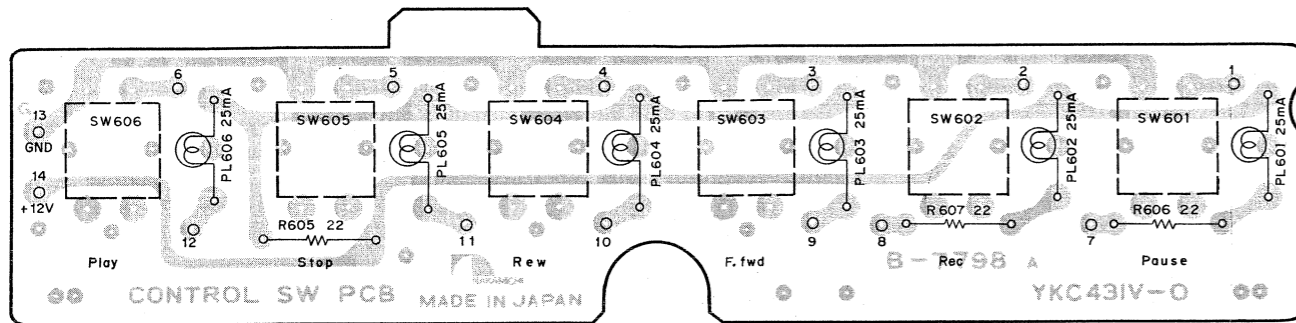 6 5 4 3 2 1
13
GND
14
+12V
SW606
PL606 25mA
SW605
PL605 25mA
SW604
PL604 25mA
SW603
PL603 25mA
SW602
PL602 25mA
SW601
PL601 25mA
12 R605 22 11 10 9 8 R607 22 7 R606 22
Play Stop Rew F.fwd Rec Pause
B-7798 A
NAKAMICHI
CONTROL SW PCB MADE IN JAPAN YKC431V-0